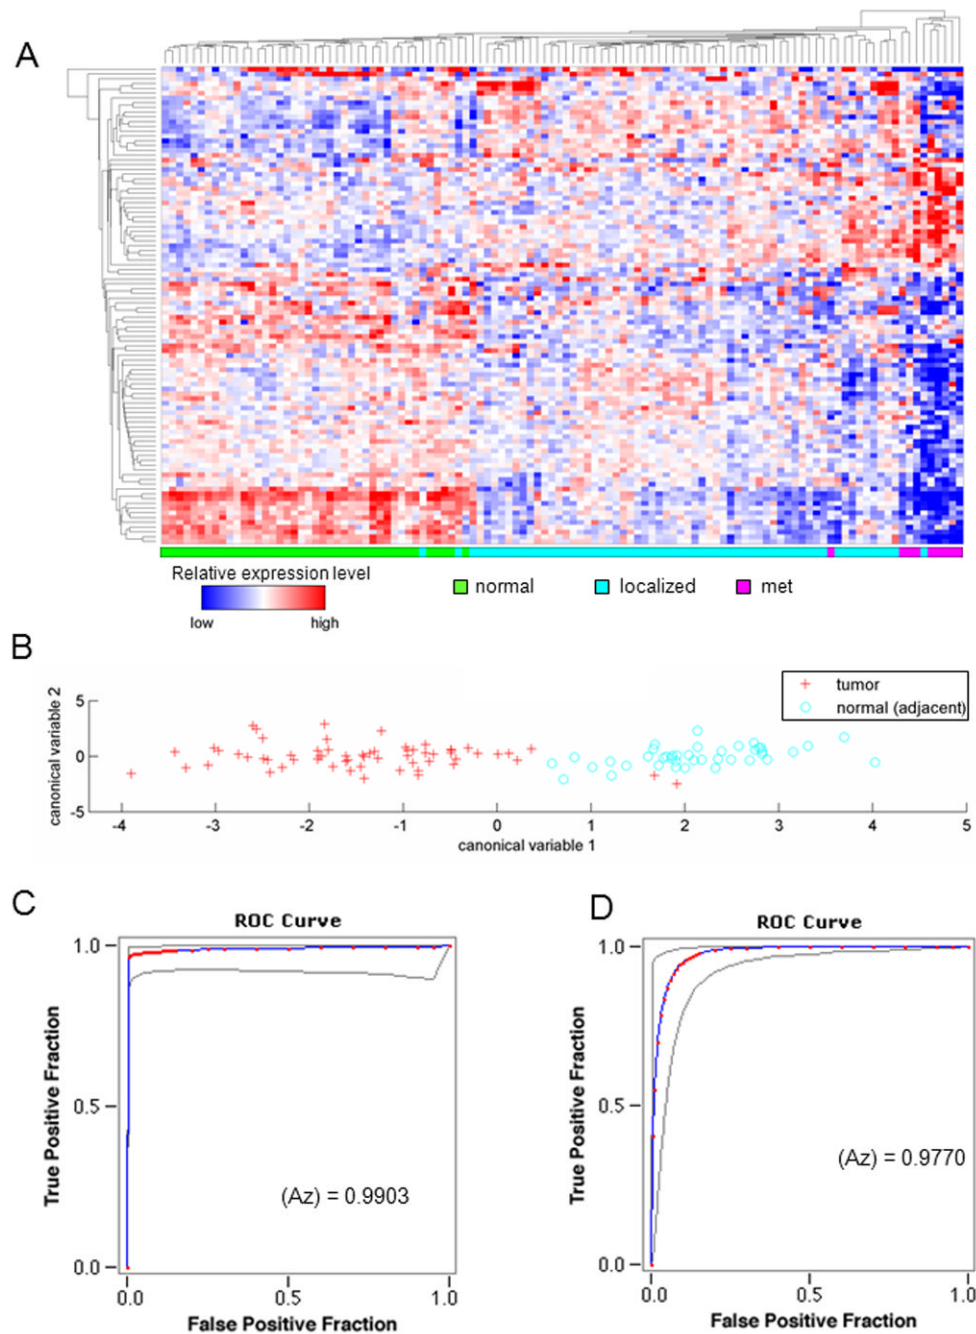 A
Relative expression level
low high
normal localized met
B
canonical variable 2
5
0
-5
-4 -3 -2 -1 0 1 2 3 4 5
canonical variable 1
tumor
normal (adjacent)
C
ROC Curve
True Positive Fraction
1.0
0.5
0.0
(Az) = 0.9903
0.0 0.5 1.0
False Positive Fraction
D
ROC Curve
True Positive Fraction
1.0
0.5
0.0
(Az) = 0.9770
0.0 0.5 1.0
False Positive Fraction